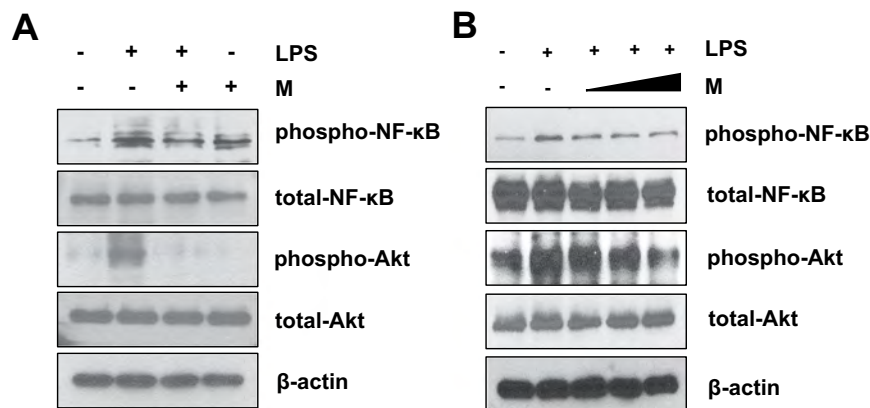 A
- + + - LPS
- - + + M
phospho-NF-κB
total-NF-κB
phospho-Akt
total-Akt
β-actin
B
- + + + + LPS
- - M
phospho-NF-κB
total-NF-κB
phospho-Akt
total-Akt
β-actin